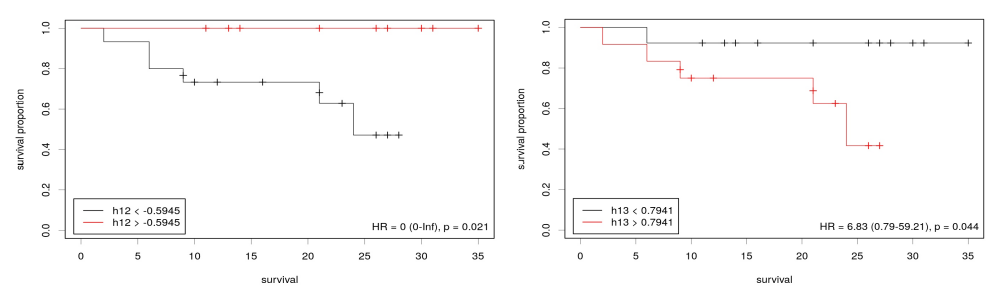 survival proportion
1.0
0.8
0.6
0.4
0.2
0.0
h12 < -0.5945
h12 > -0.5945
HR = 0 (0-Inf), p = 0.021
0 5 10 15 20 25 30 35
survival
survival proportion
1.0
0.8
0.6
0.4
0.2
0.0
h13 < 0.7941
h13 > 0.7941
HR = 6.83 (0.79-59.21), p = 0.044
0 5 10 15 20 25 30 35
survival